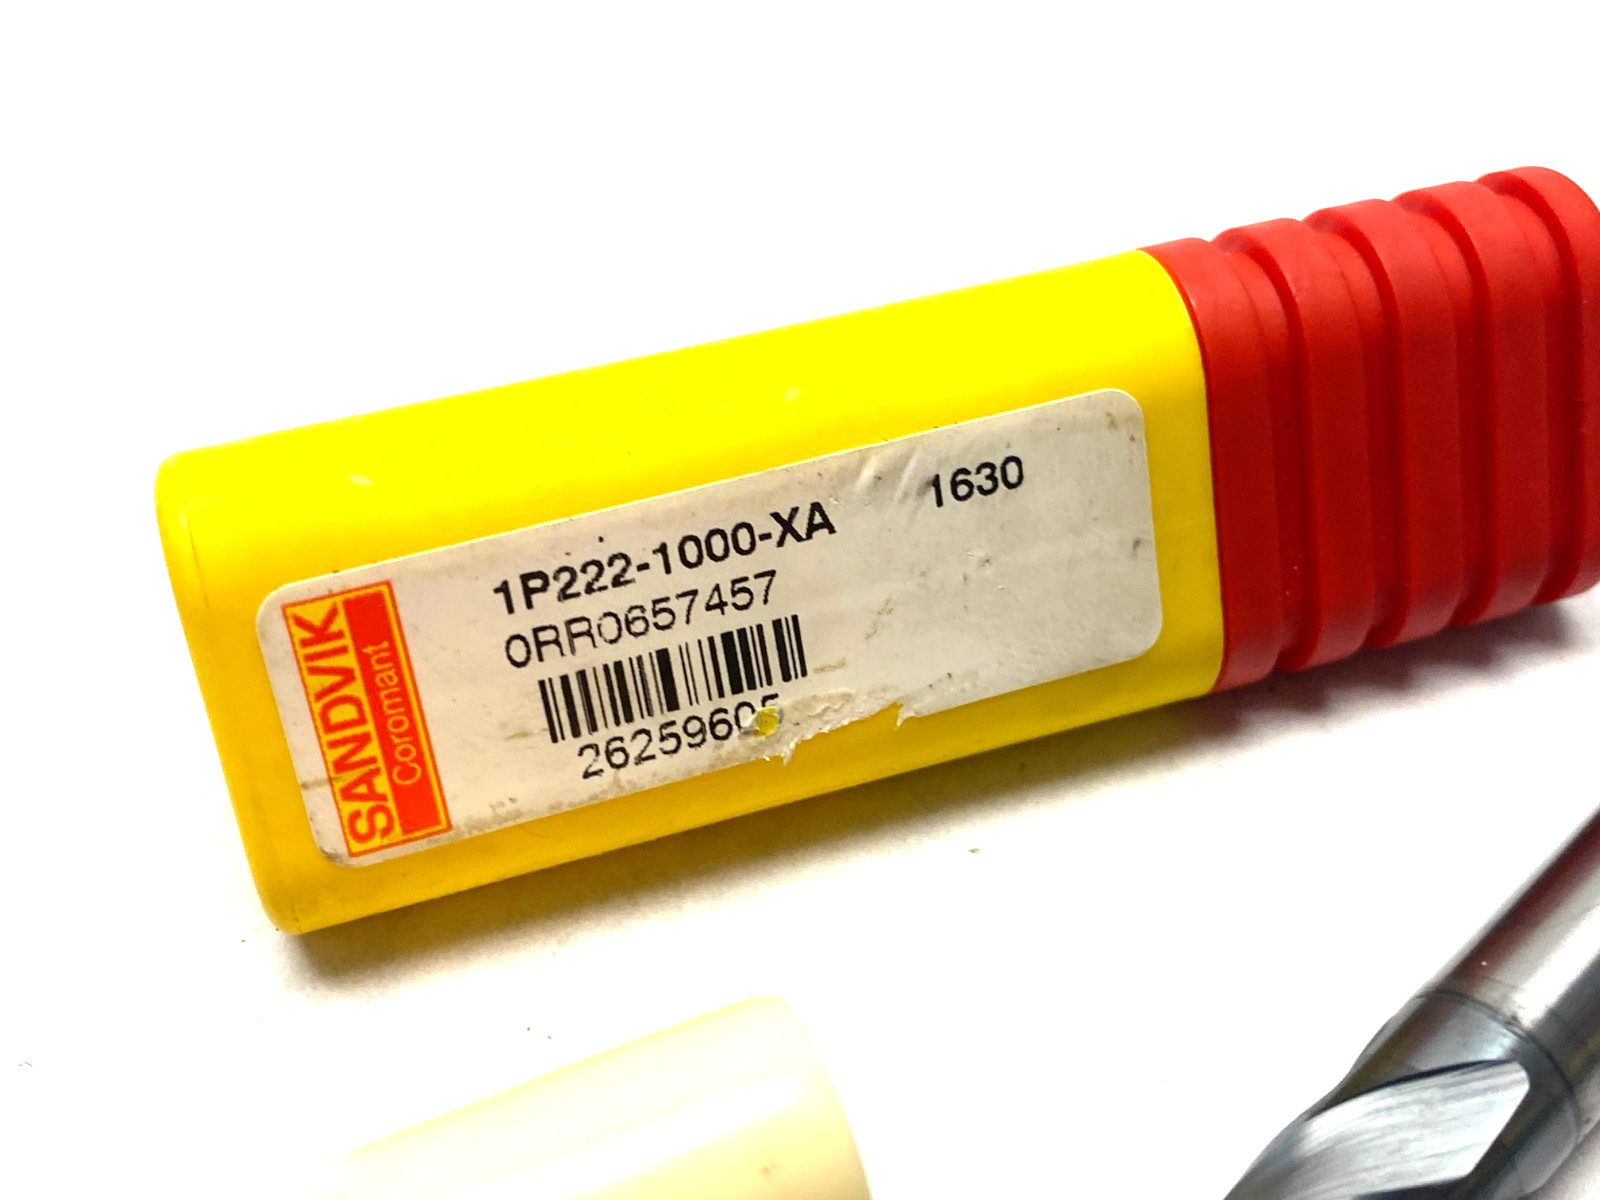 SANDVIK
Coromant
1P222-1000-XA 1630
0RR0657457
26259605